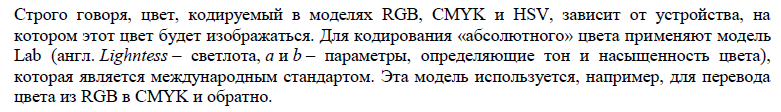 Строго говоря, цвет, кодируемый в моделях RGB, CMYK и HSV, зависит от устройства, на
котором этот цвет будет изображаться. Для кодирования «абсолютного» цвета применяют модель
Lab (англ. Lighntess – светлота, a и b – параметры, определяющие тон и насыщенность цвета),
которая является международным стандартом. Эта модель используется, например, для перевода
цвета из RGB в CMYK и обратно.